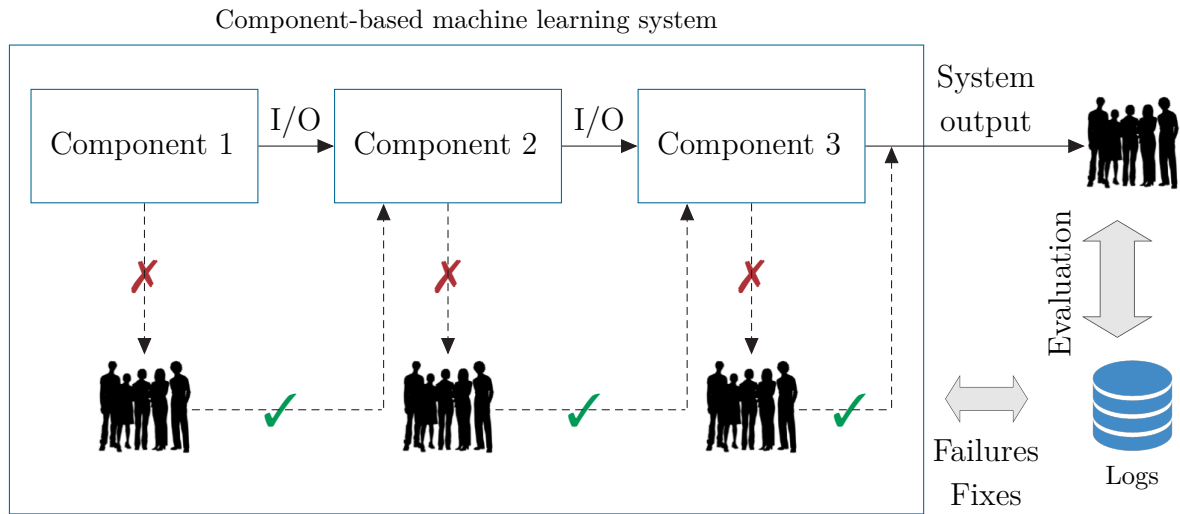 Component-based machine learning system
Component 1
I/O
Component 2
I/O
Component 3
System
output
Evaluation
Failures
Fixes
Logs